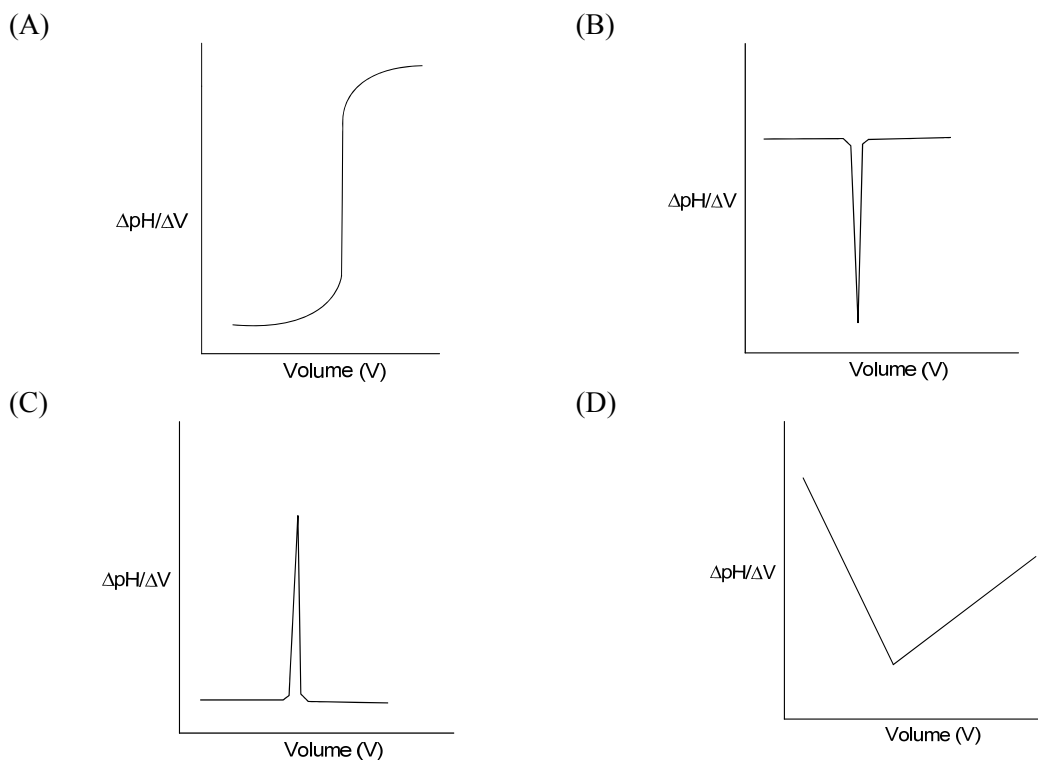 (A)
(B)
ΔpH/ΔV
ΔpH/ΔV
Volume (V)
Volume (V)
(C)
(D)
ΔpH/ΔV
ΔpH/ΔV
Volume (V)
Volume (V)